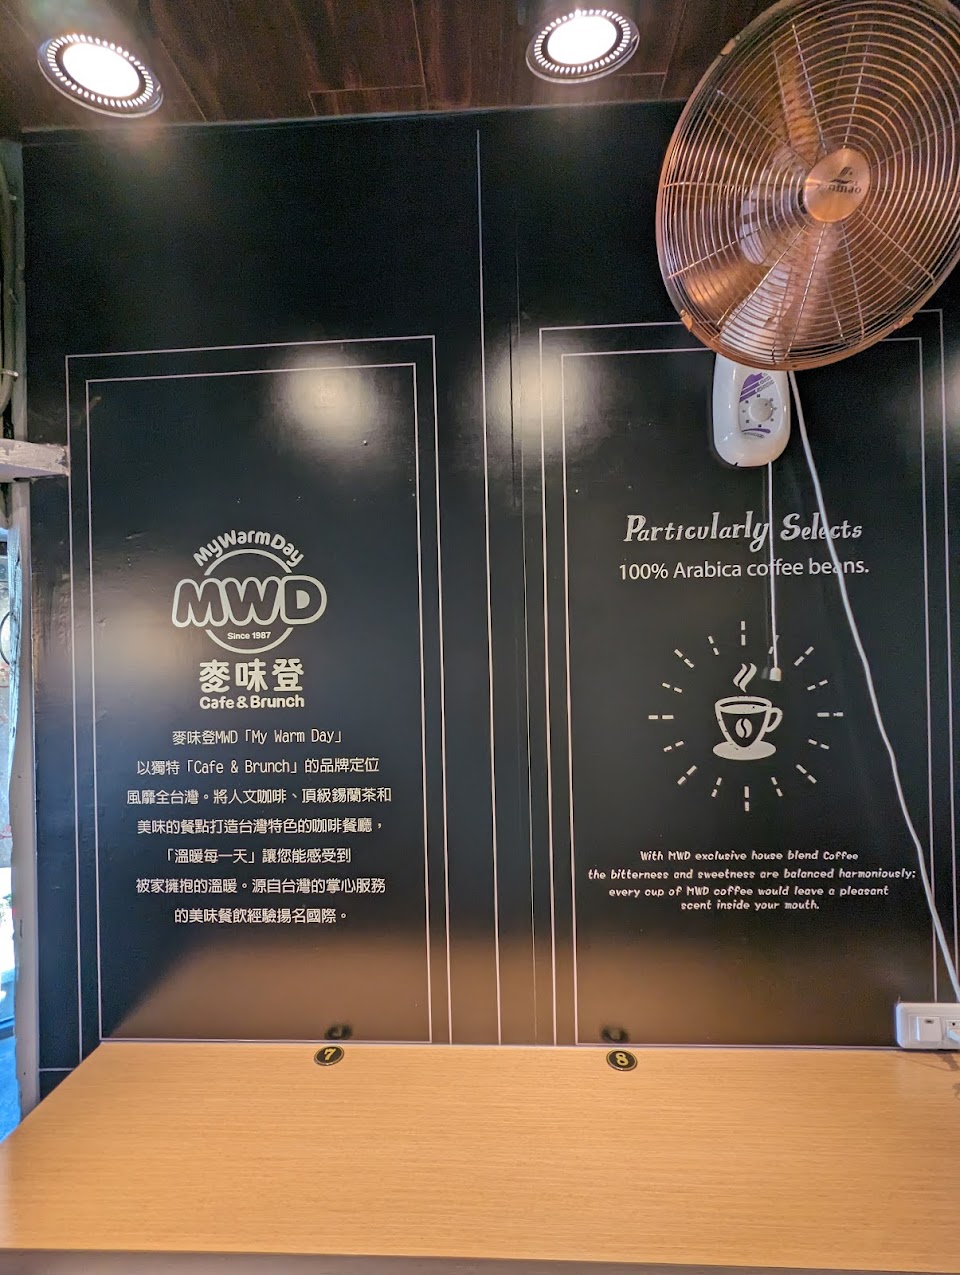 My Warm Day
MWD
Since 1987
麥味登
Cafe & Brunch
麥味登MWD「My Warm Day」
以獨特「Cafe & Brunch」的品牌定位
風靡全台灣。將人文咖啡、頂級錫蘭茶和
美味的餐點打造台灣特色的咖啡餐廳，
「溫暖每一天」讓您能感受到
被家擁抱的溫暖。源自台灣的掌心服務
的美味餐飲經驗揚名國際。
Particularly Selects
100% Arabica coffee beans.
With MWD exclusive house blend Coffee
the bitterness and sweetness are balanced harmoniously;
every cup of MWD coffee would leave a pleasant
scent inside your mouth.
7
8